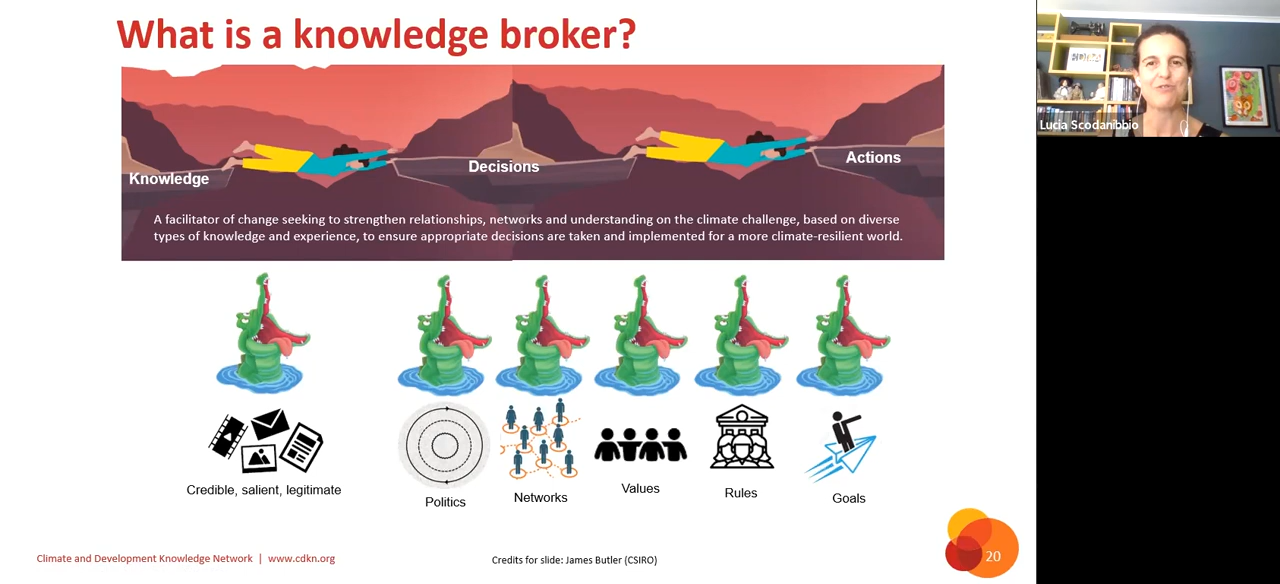 What is a knowledge broker?
Knowledge
Decisions
Actions
A facilitator of change seeking to strengthen relationships, networks and understanding on the climate challenge, based on diverse
types of knowledge and experience, to ensure appropriate decisions are taken and implemented for a more climate-resilient world.
Credible, salient, legitimate
Politics
Networks
Values
Rules
Goals
Climate and Development Knowledge Network | www.cdkn.org
Credits for slide: James Butler (CSIRO)
20
Lucia Scodanibbio